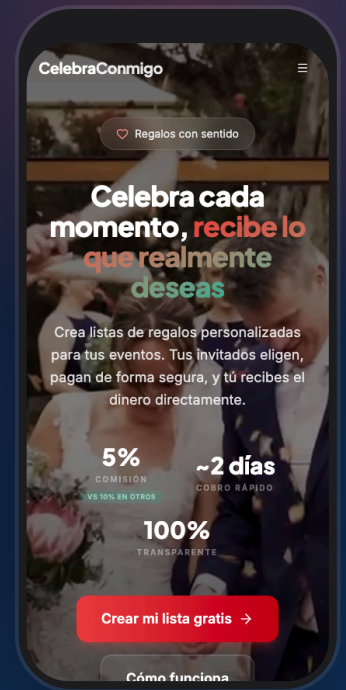 CelebraConmigo
Regalos con sentido
Celebra cada
momento, recibe lo
que realmente
deseas
Crea listas de regalos personalizadas
para tus eventos. Tus invitados eligen,
pagan de forma segura, y tú recibes el
dinero directamente.
5%
COMISIÓN
VS 10% EN OTROS
~2 días
COBRO RÁPIDO
100%
TRANSPARENTE
Crear mi lista gratis →
Cómo funciona